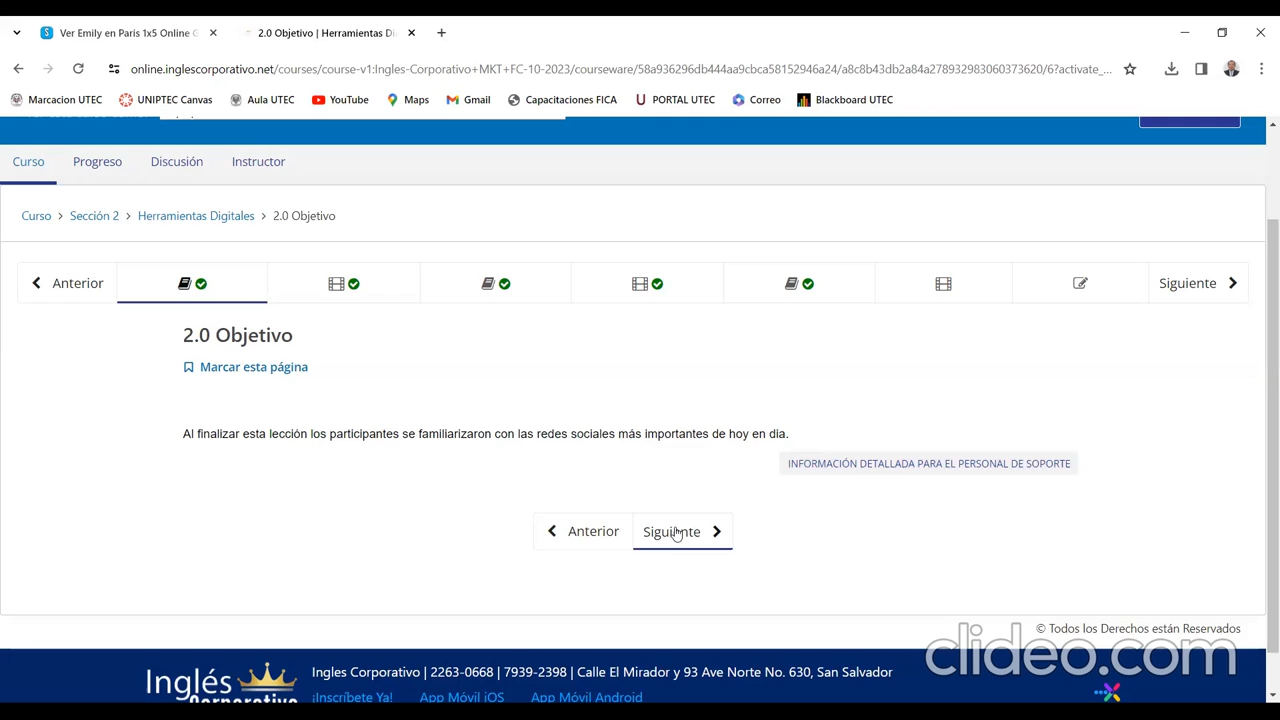 Ver Emily en Paris 1x5 Online G
2.0 Objetivo | Herramientas Di
online.inglescorporativo.net/courses/course-v1:Ingles-Corporativo+MKT+FC-10-2023/courseware/58a936296db444aa9cbca58152946a24/a8c8b43db2a84a278932983060373620/6?activate_...
Marcacion UTEC
UNIPTEC Canvas
Aula UTEC
YouTube
Maps
Gmail
Capacitaciones FICA
PORTAL UTEC
Correo
Blackboard UTEC
Curso
Progreso
Discusión
Instructor
Curso > Sección 2 > Herramientas Digitales > 2.0 Objetivo
Anterior
Siguiente
2.0 Objetivo
Marcar esta página
Al finalizar esta lección los participantes se familiarizaron con las redes sociales más importantes de hoy en dia.
INFORMACIÓN DETALLADA PARA EL PERSONAL DE SOPORTE
Anterior
Siguiente
© Todos los Derechos están Reservados
clideo.com
Inglés
Corporativo
Ingles Corporativo | 2263-0668 | 7939-2398 | Calle El Mirador y 93 Ave Norte No. 630, San Salvador
¡Inscríbete Ya!
App Móvil iOS
App Móvil Android